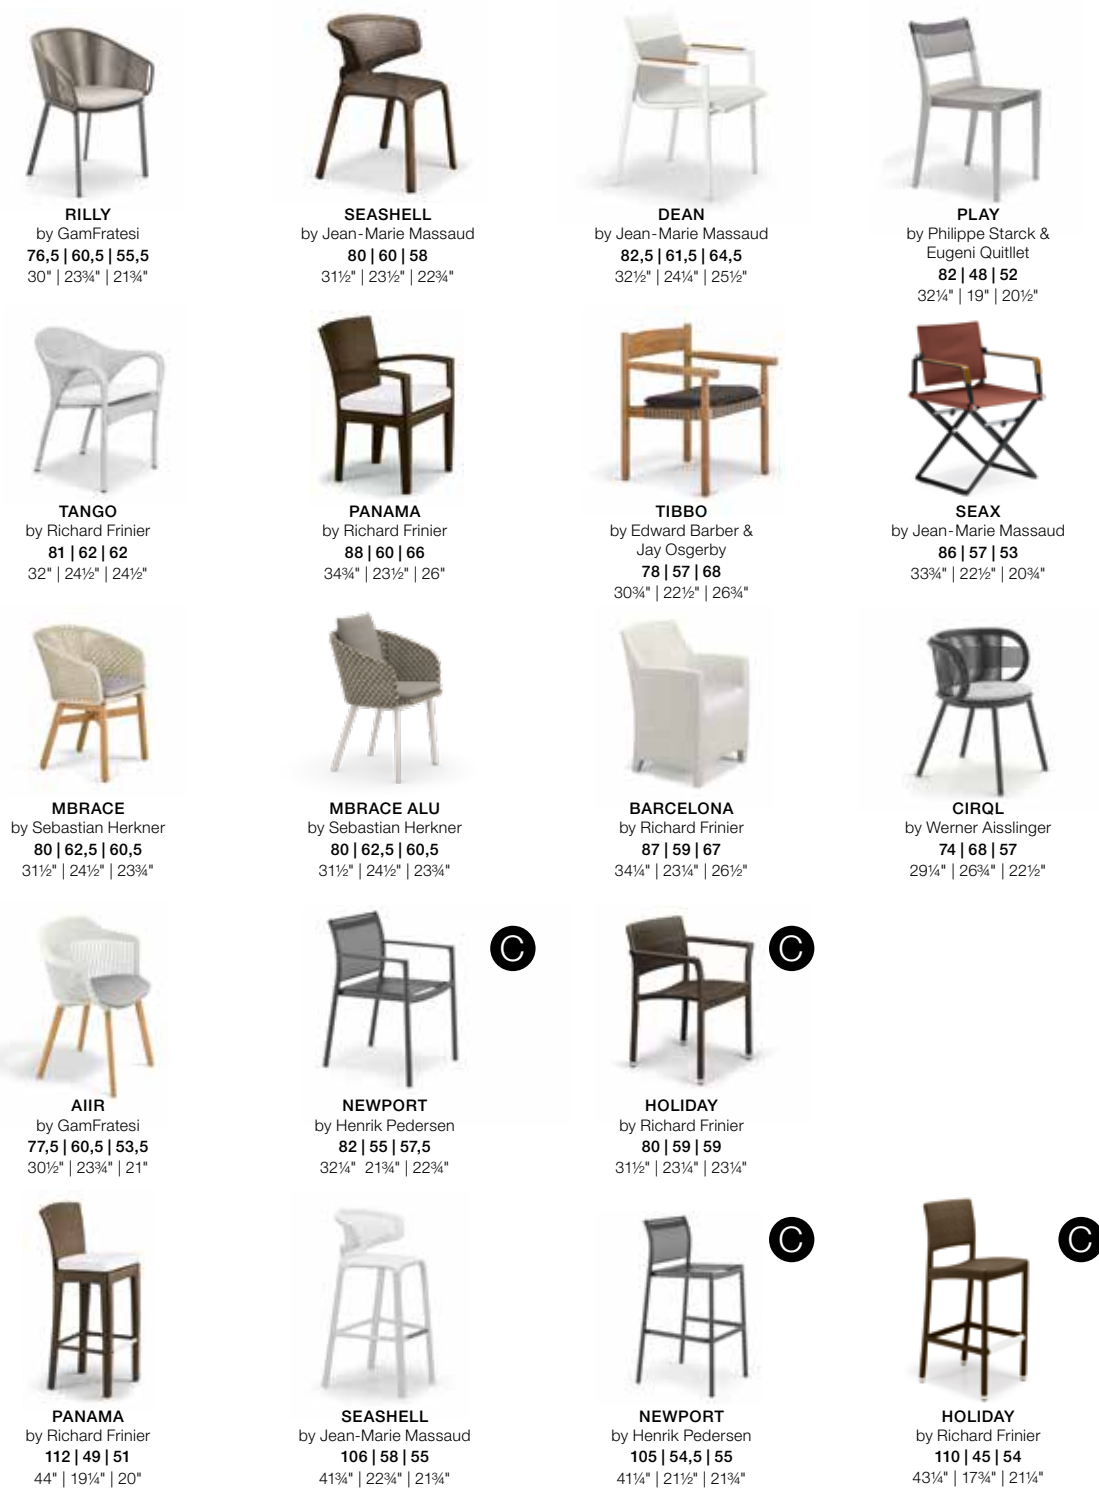 RILLY
by GamFratesi
76,5 | 60,5 | 55,5
30" | 23¾" | 21¾"
SEASHELL
by Jean-Marie Massaud
80 | 60 | 58
31½" | 23½" | 22¾"
DEAN
by Jean-Marie Massaud
82,5 | 61,5 | 64,5
32½" | 24¼" | 25½"
PLAY
by Philippe Starck &
Eugeni Quitllet
82 | 48 | 52
32¼" | 19" | 20½"
TANGO
by Richard Frinier
81 | 62 | 62
32" | 24½" | 24½"
PANAMA
by Richard Frinier
88 | 60 | 66
34¾" | 23½" | 26"
TIBBO
by Edward Barber &
Jay Osgerby
78 | 57 | 68
30¾" | 22½" | 26¾"
SEAX
by Jean-Marie Massaud
86 | 57 | 53
33¾" | 22½" | 20¾"
MBRACE
by Sebastian Herkner
80 | 62,5 | 60,5
31½" | 24½" | 23¾"
MBRACE ALU
by Sebastian Herkner
80 | 62,5 | 60,5
31½" | 24½" | 23¾"
BARCELONA
by Richard Frinier
87 | 59 | 67
34¼" | 23¼" | 26½"
CIRQL
by Werner Aisslinger
74 | 68 | 57
29¼" | 26¾" | 22½"
AIIR
by GamFratesi
77,5 | 60,5 | 53,5
30½" | 23¾" | 21"
C
NEWPORT
by Henrik Pedersen
82 | 55 | 57,5
32¼" 21¾" | 22¾"
C
HOLIDAY
by Richard Frinier
80 | 59 | 59
31½" | 23¼" | 23¼"
PANAMA
by Richard Frinier
112 | 49 | 51
44" | 19¼" | 20"
SEASHELL
by Jean-Marie Massaud
106 | 58 | 55
41¾" | 22¾" | 21¾"
C
NEWPORT
by Henrik Pedersen
105 | 54,5 | 55
41¼" | 21½" | 21¾"
C
HOLIDAY
by Richard Frinier
110 | 45 | 54
43¼" | 17¾" | 21¼"